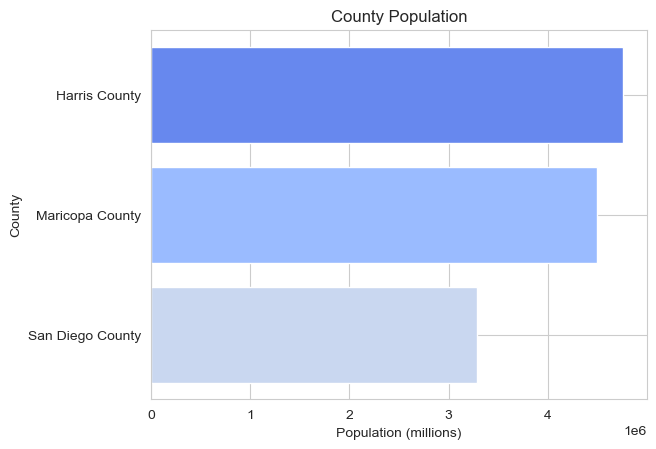 County Population
County
Harris County
Maricopa County
San Diego County
0 1 2 3 4
1e6
Population (millions)